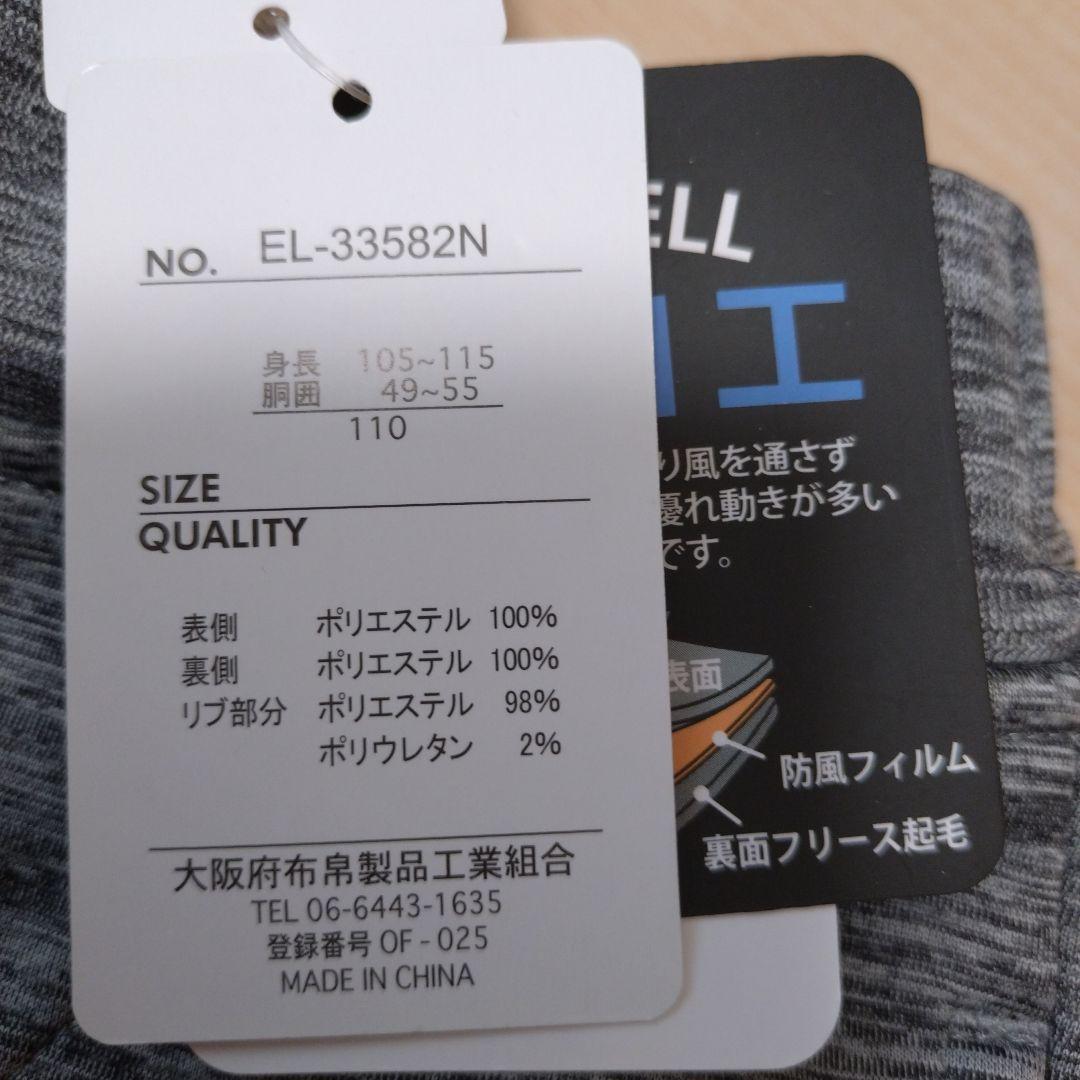 NO. EL-33582N
身長 105~115
胴囲 49~55
110
SIZE
QUALITY
表側 ポリエステル 100%
裏側 ポリエステル 100%
リブ部分 ポリエステル 98%
ポリウレタン 2%
大阪府布帛製品工業組合
TEL 06-6443-1635
登録番号 OF-025
MADE IN CHINA
ELL
エ
り風を通さず
優れ動きが多い
です。
表面
防風フィルム
裏面フリース起毛